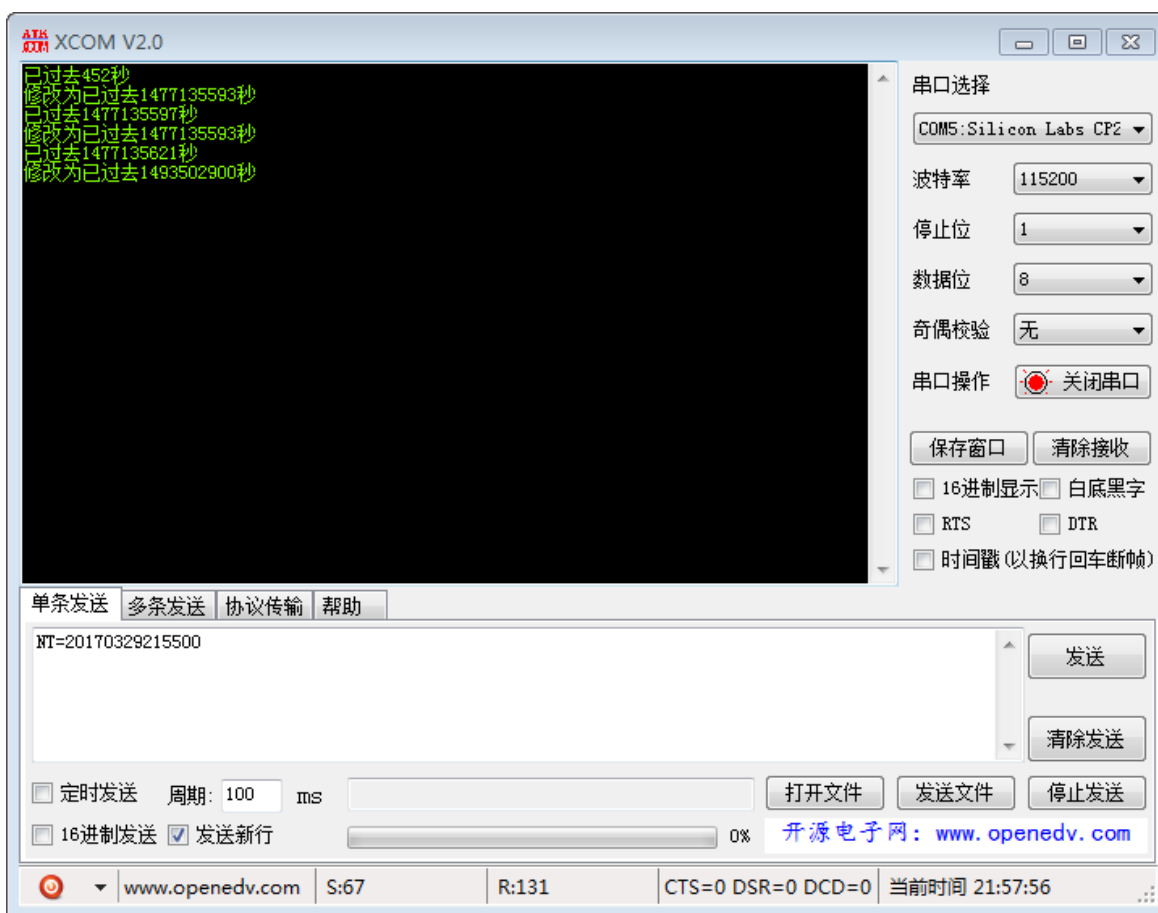 XCOM V2.0
已过去452秒
修改为已过去1477135593秒
已过去1477135597秒
修改为已过去1477135593秒
已过去1477135621秒
修改为已过去1493502900秒
串口选择
COM5:Silicon Labs CP2
波特率 115200
停止位 1
数据位 8
奇偶校验 无
串口操作 关闭串口
保存窗口 清除接收
16进制显示 白底黑字
RTS DTR
时间戳(以换行回车断帧)
单条发送 多条发送 协议传输 帮助
NT=20170329215500
发送
清除发送
定时发送 周期: 100 ms 打开文件 发送文件 停止发送
16进制发送 发送新行 0% 开源电子网: www.openedv.com
www.openedv.com S:67 R:131 CTS=0 DSR=0 DCD=0 当前时间 21:57:56